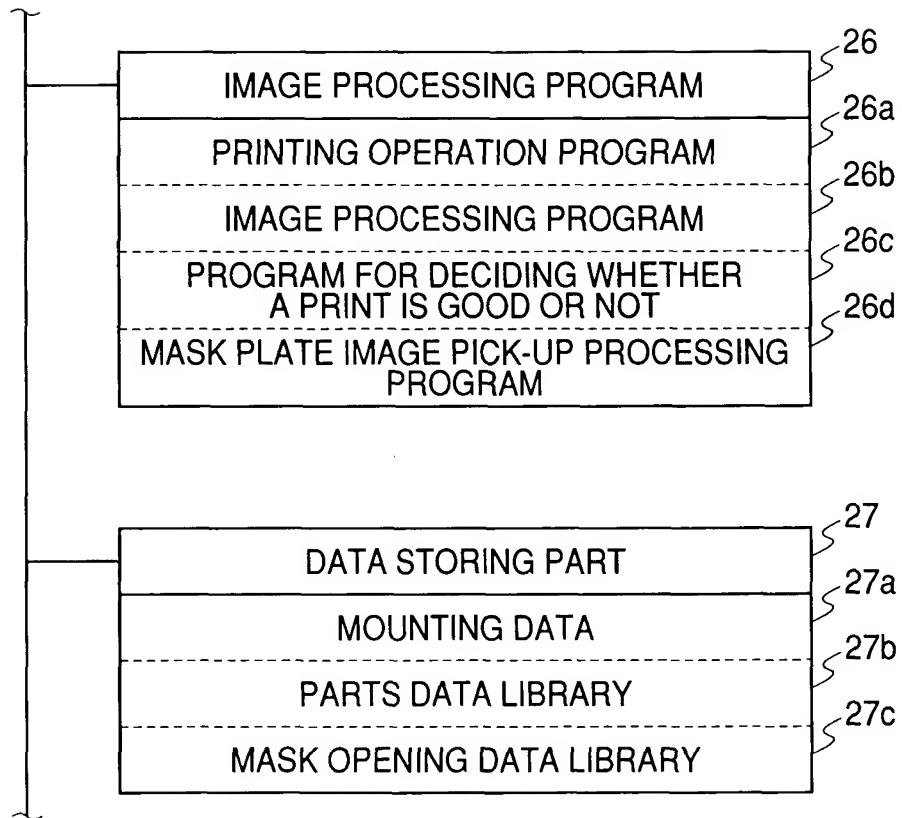 26
IMAGE PROCESSING PROGRAM
26a
PRINTING OPERATION PROGRAM
26b
IMAGE PROCESSING PROGRAM
26c
PROGRAM FOR DECIDING WHETHER
A PRINT IS GOOD OR NOT
26d
MASK PLATE IMAGE PICK-UP PROCESSING
PROGRAM
27
DATA STORING PART
27a
MOUNTING DATA
27b
PARTS DATA LIBRARY
27c
MASK OPENING DATA LIBRARY